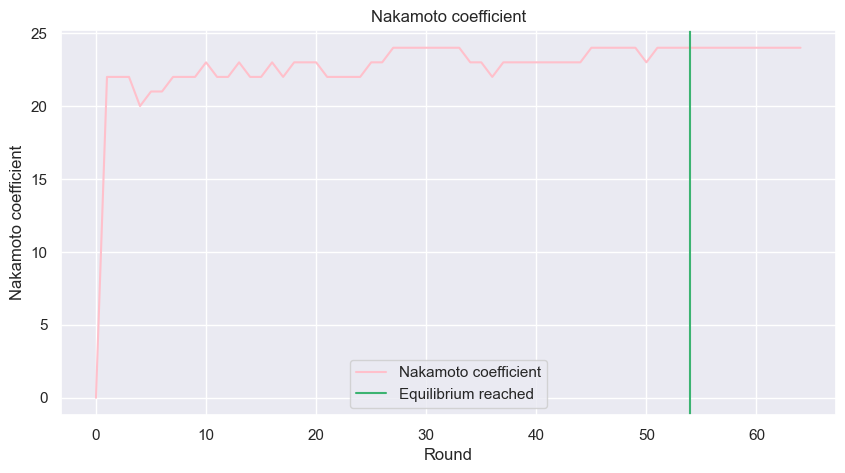 Nakamoto coefficient
25
20
15
10
5
0
Nakamoto coefficient
Nakamoto coefficient
Equilibrium reached
0 10 20 30 40 50 60
Round